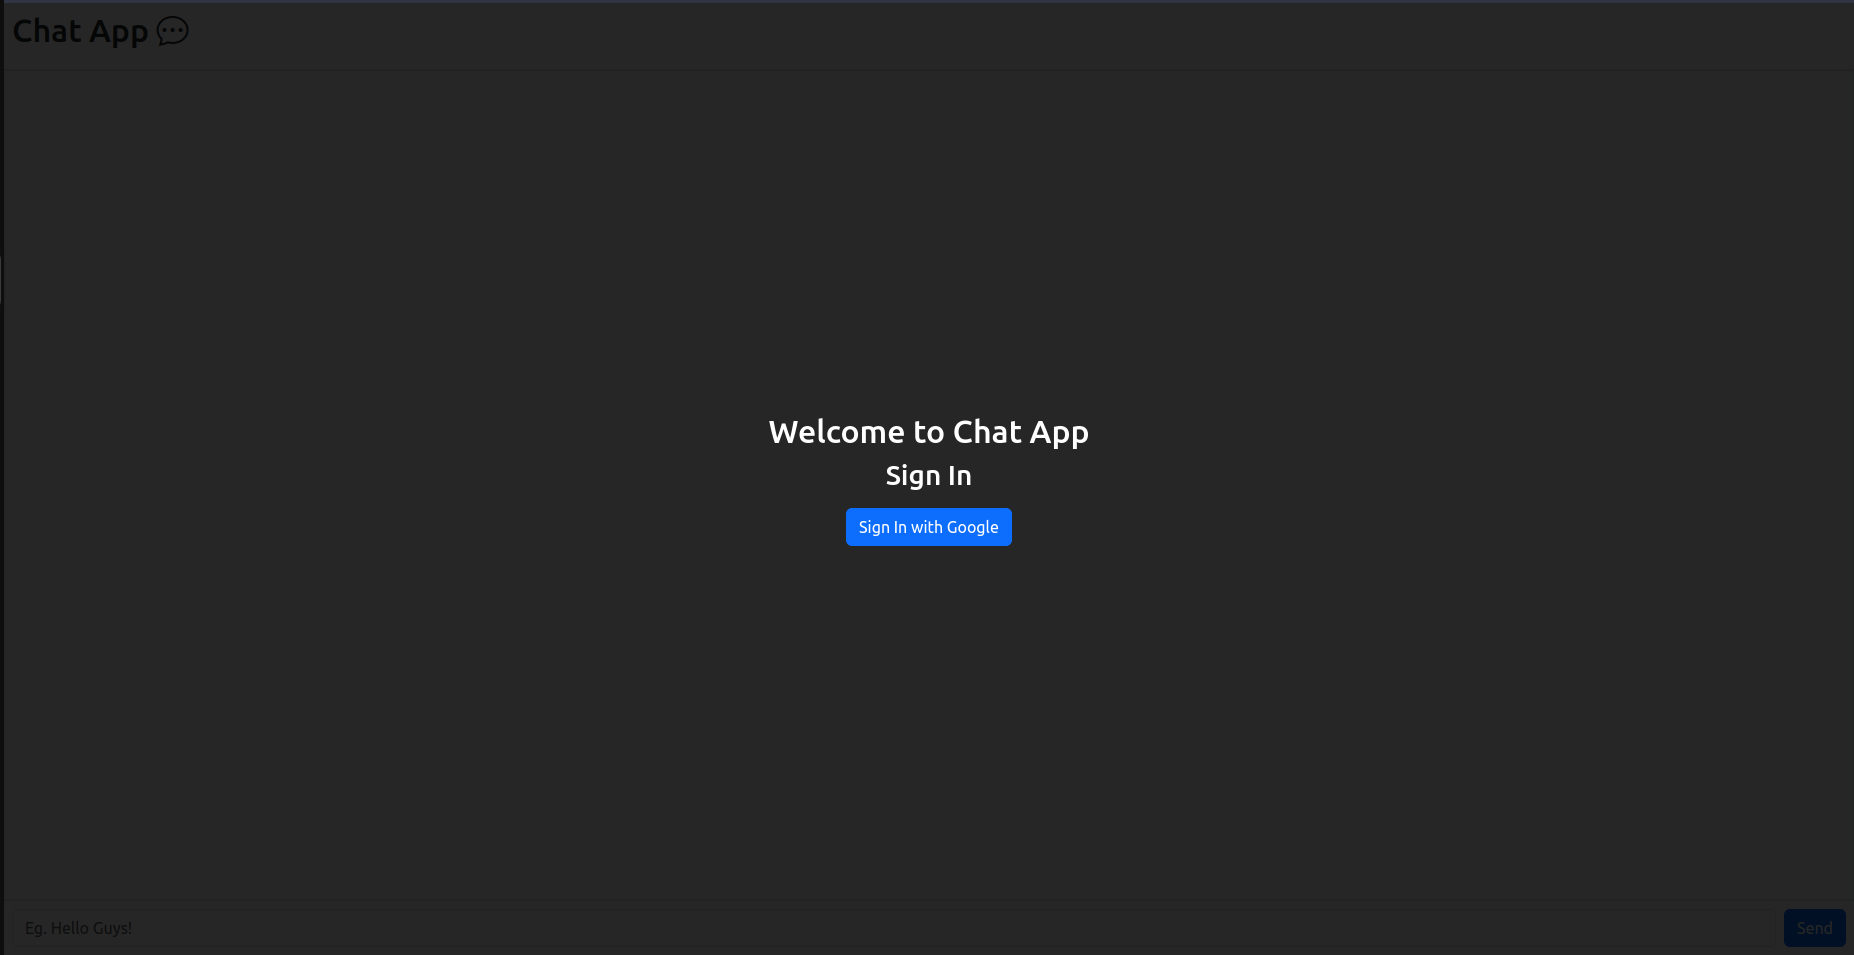 Chat App
Welcome to Chat App
Sign In
Sign In with Google
Eg. Hello Guys!
Send